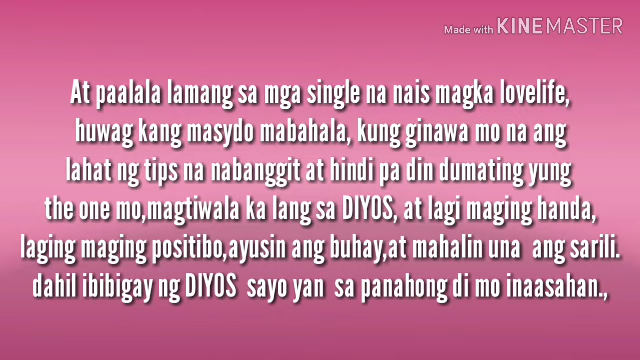 Made with KINEMASTER
At paalala lamang sa mga single na nais magka lovelife,
huwag kang masydo mabahala, kung ginawa mo na ang
lahat ng tips na nabanggit at hindi pa din dumating yung
the one mo,magtiwala ka lang sa DIYOS, at lagi maging handa,
laging maging positibo,ayusin ang buhay,at mahalin una ang sarili.
dahil ibibigay ng DIYOS sayo yan sa panahong di mo inaasahan.,